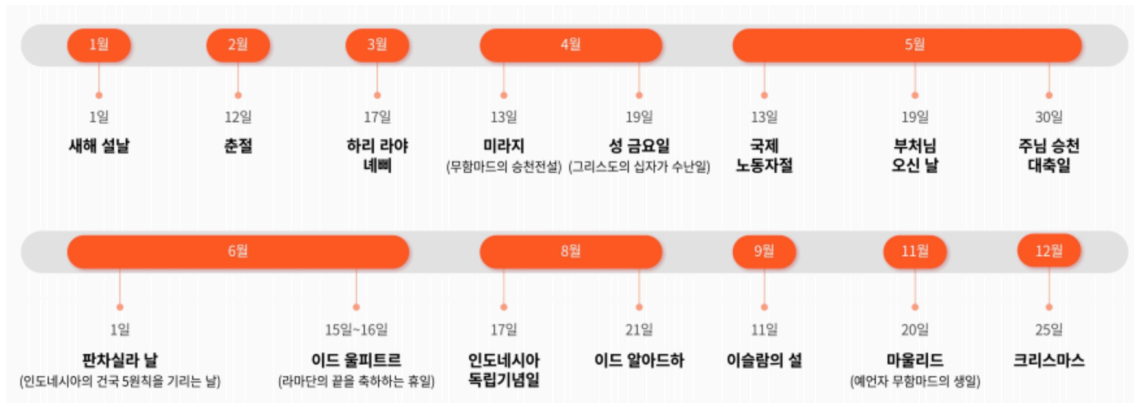 1월
2월
3월
4월
5월
1일
12일
17일
13일
19일
13일
19일
30일
새해 설날
춘절
하리 라야
네삐
미라지
(무함마드의 승천전설)
성 금요일
(그리스도의 십자가 수난일)
국제
노동자절
부처님
오신 날
주님 승천
대축일
6월
8월
9월
11월
12월
1일
15일~16일
17일
21일
11일
20일
25일
판차실라 날
(인도네시아의 건국 5원칙을 기리는 날)
이드 울피트르
(라마단의 끝을 축하하는 휴일)
인도네시아
독립기념일
이드 알아드하
이슬람의 설
마울리드
(예언자 무함마드의 생일)
크리스마스